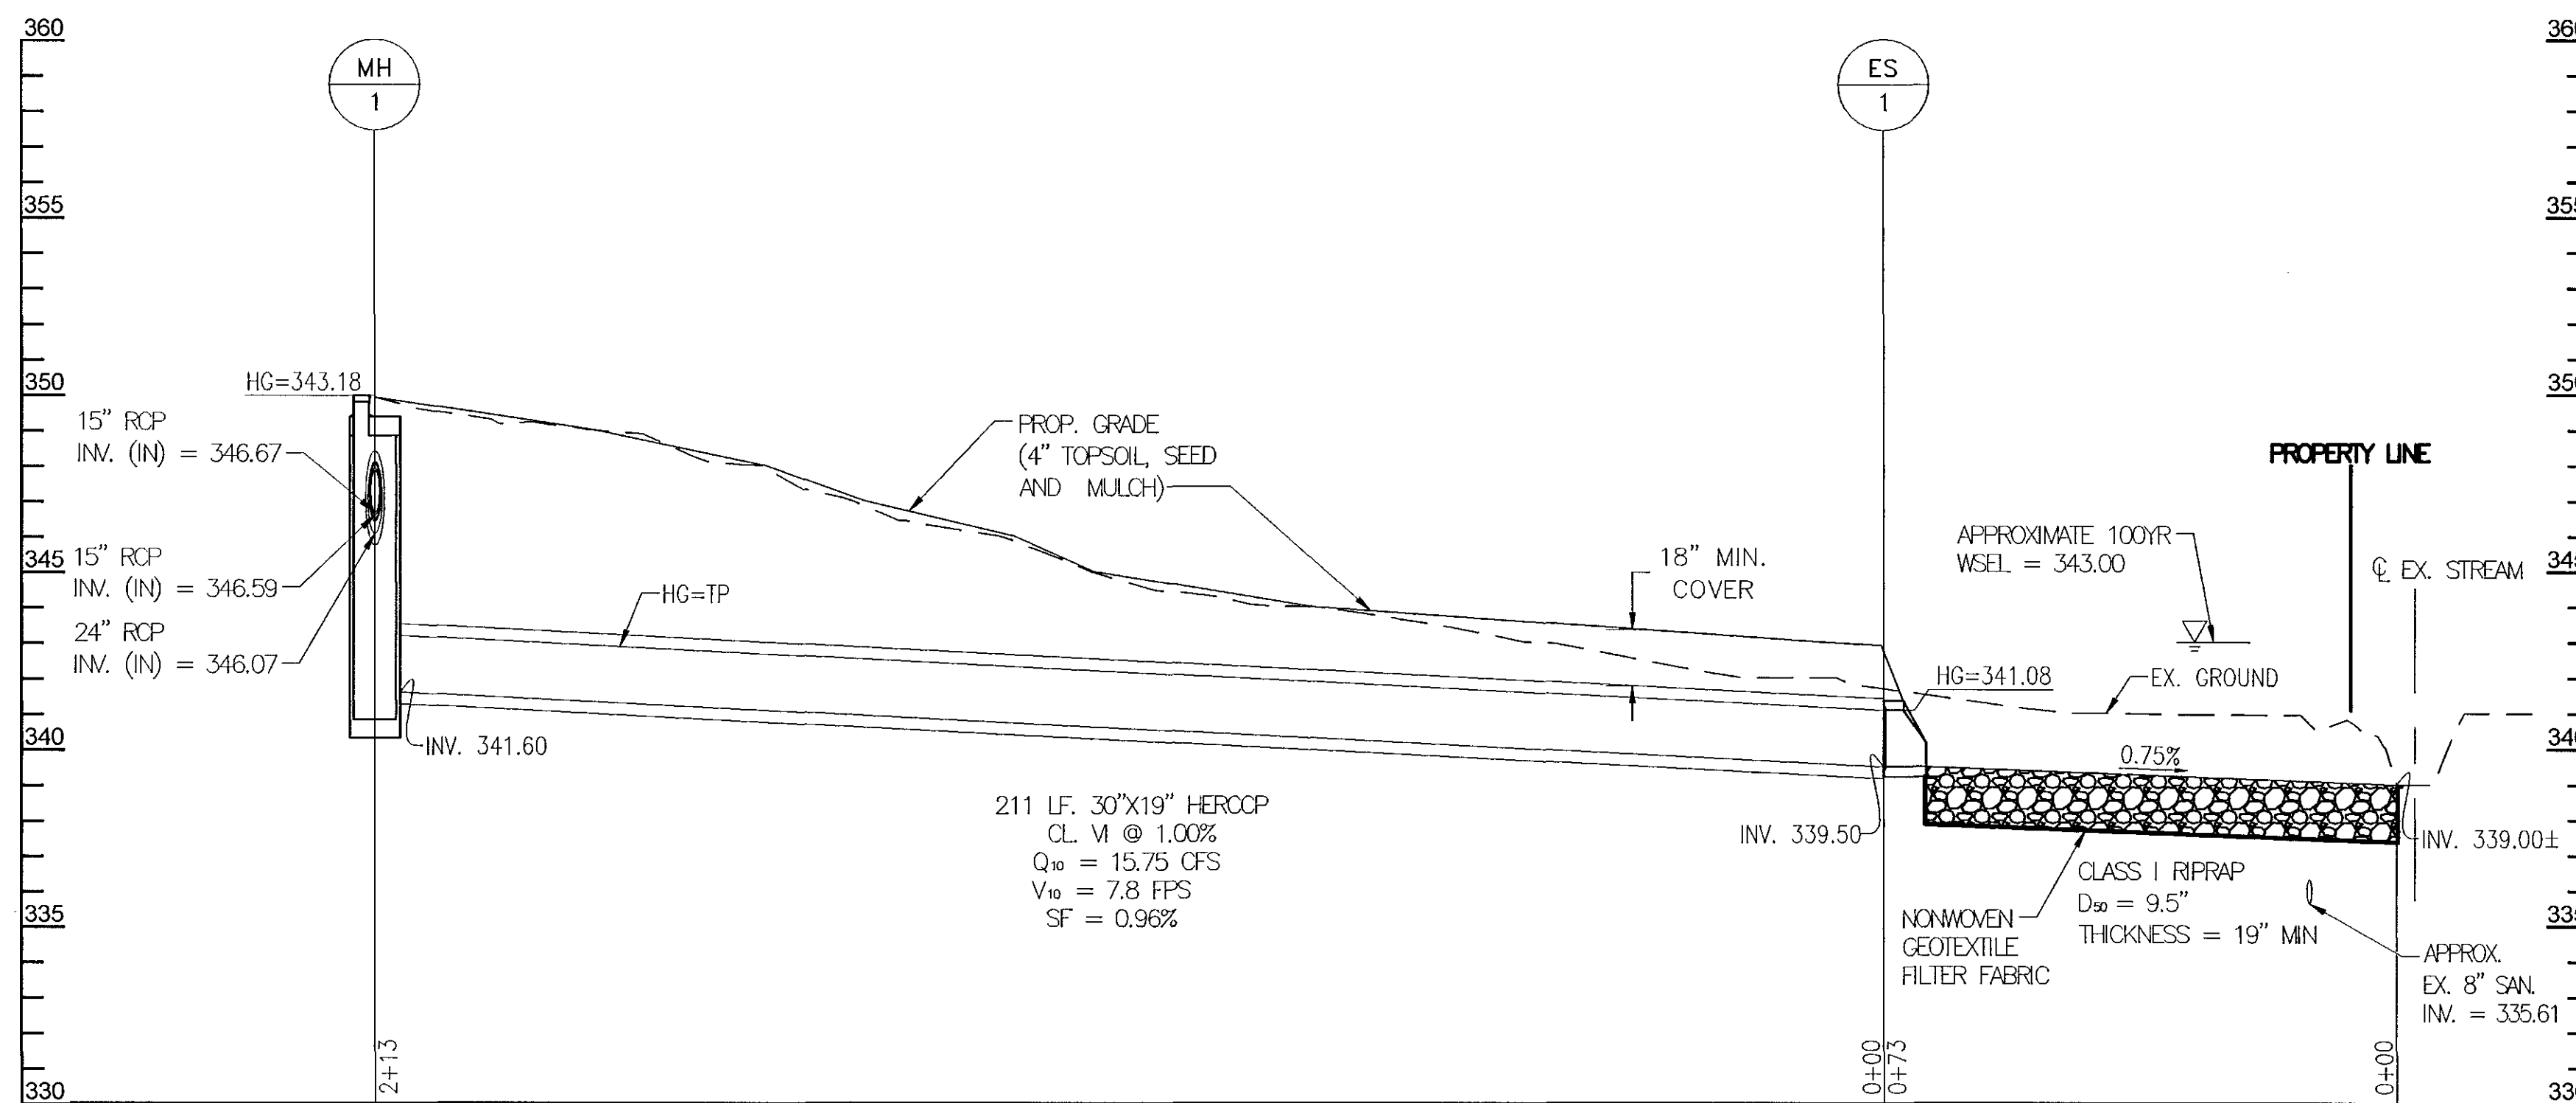 360
360
MH
1
ES
1
355
355
350
350
HG=343.18
15" RCP
INV. (IN) = 346.67
PROP. GRADE
(4" TOPSOIL, SEED
AND MULCH)
PROPERTY LINE
15" RCP
INV. (IN) = 346.59
345
345
HG=TP
18" MIN.
COVER
APPROXIMATE 100YR
WSEL = 343.00
℄ EX. STREAM
24" RCP
INV. (IN) = 346.07
HG=341.08
EX. GROUND
INV. 341.60
340
340
0.75%
211 LF. 30"X19" HERCCP
CL. VI @ 1.00%
Q₁₀ = 15.75 CFS
V₁₀ = 7.8 FPS
SF = 0.96%
INV. 339.50
INV. 339.00±
CLASS I RIPRAP
D₅₀ = 9.5"
THICKNESS = 19" MIN
335
335
NONWOVEN
GEOTEXTILE
FILTER FABRIC
APPROX.
EX. 8" SAN.
INV. = 335.61
2+13
0+00
0+73
0+00
330
330